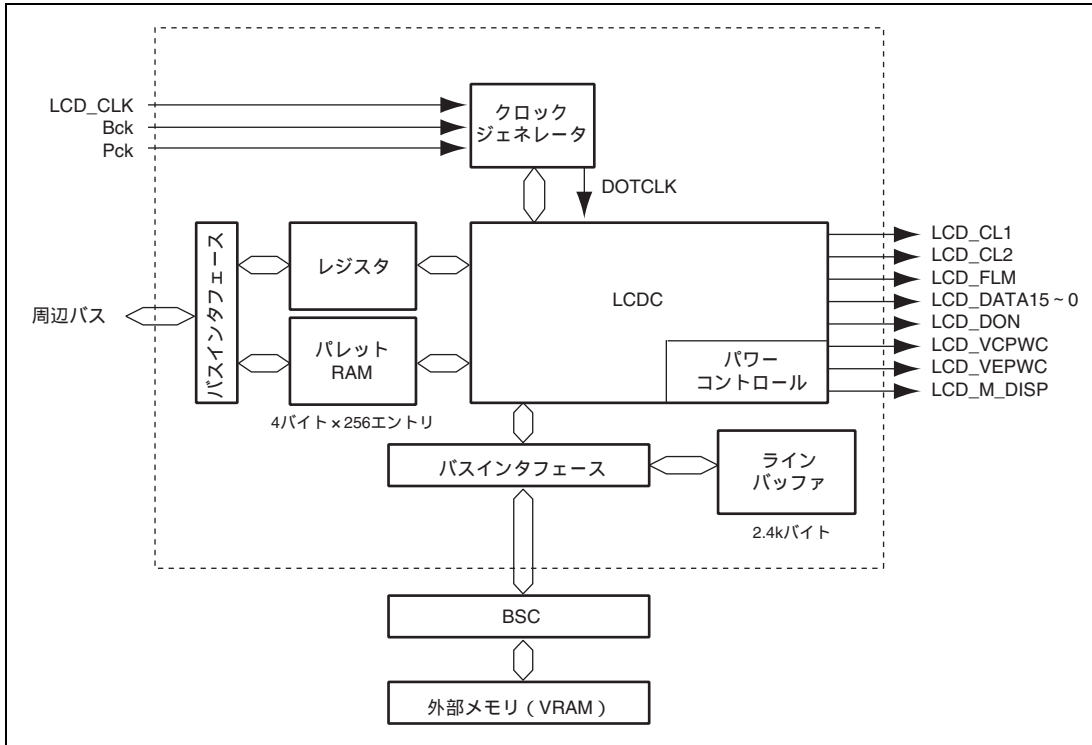 LCD_CLK
Bck
Pck
クロック
ジェネレータ
DOTCLK
周辺バス
バスインタフェース
レジスタ
パレット
RAM
4バイト×256エントリ
LCDC
パワー
コントロール
LCD_CL1
LCD_CL2
LCD_FLM
LCD_DATA15~0
LCD_DON
LCD_VCPWC
LCD_VEPWC
LCD_M_DISP
バスインタフェース
ライン
バッファ
2.4kバイト
BSC
外部メモリ(VRAM)